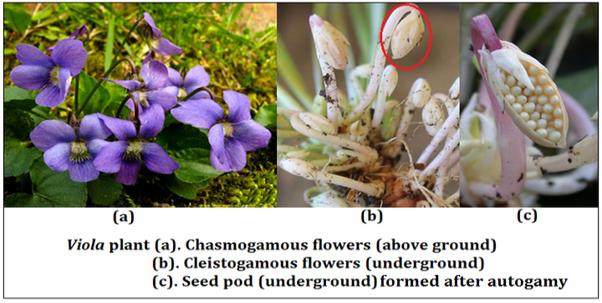 (a) (b) (c)
Viola plant (a). Chasmogamous flowers (above ground)
(b). Cleistogamous flowers (underground)
(c). Seed pod (underground) formed after autogamy